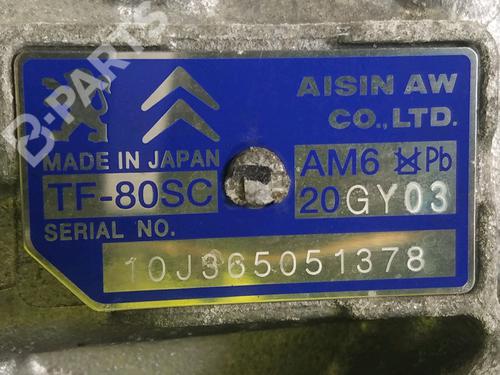 B-PARTS
AISIN AW
CO., LTD.
MADE IN JAPAN
TF-80SC
AM6 Pb
20GY03
SERIAL NO.
10J365051378